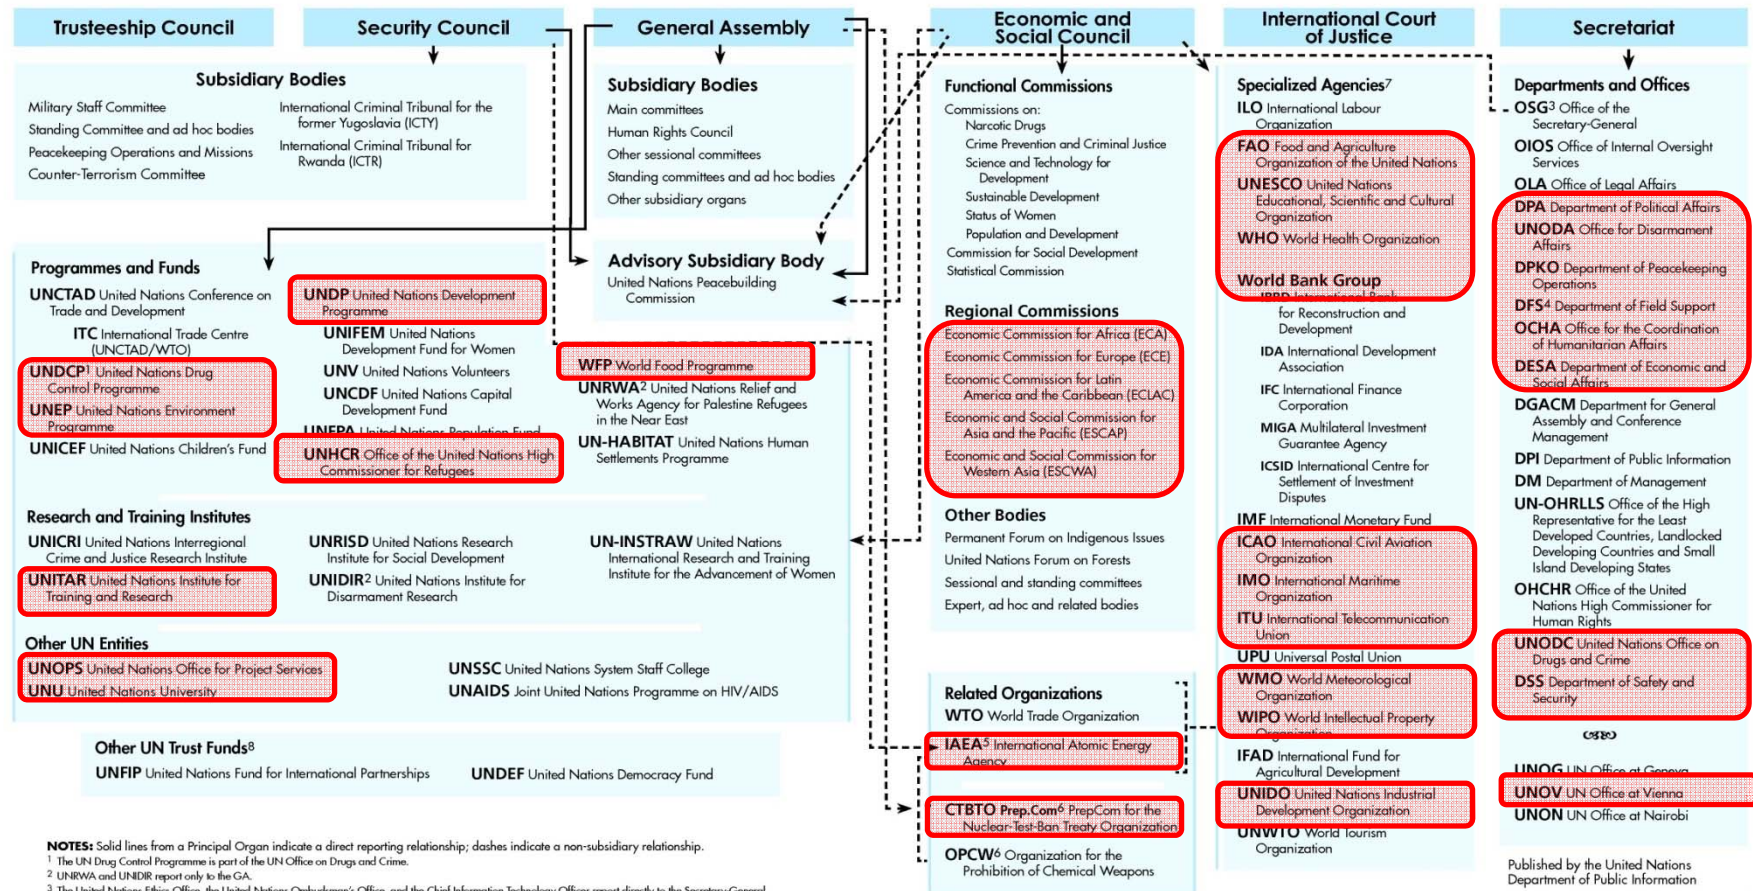 Trusteeship Council
Security Council
General Assembly
Economic and
Social Council
International Court
of Justice
Secretariat
Subsidiary Bodies
Military Staff Committee
Standing Committee and ad hoc bodies
Peacekeeping Operations and Missions
Counter-Terrorism Committee
International Criminal Tribunal for the
former Yugoslavia (ICTY)
International Criminal Tribunal for
Rwanda (ICTR)
Subsidiary Bodies
Main committees
Human Rights Council
Other sessional committees
Standing committees and ad hoc bodies
Other subsidiary organs
Advisory Subsidiary Body
United Nations Peacebuilding
Commission
Programmes and Funds
UNCTAD United Nations Conference on
Trade and Development
ITC International Trade Centre
(UNCTAD/WTO)
UNDCP¹ United Nations Drug
Control Programme
UNEP United Nations Environment
Programme
UNICEF United Nations Children's Fund
UNDP United Nations Development
Programme
UNIFEM United Nations
Development Fund for Women
UNV United Nations Volunteers
UNCDF United Nations Capital
Development Fund
UNFPA United Nations Population Fund
UNHCR Office of the United Nations High
Commissioner for Refugees
WFP World Food Programme
UNRWA² United Nations Relief and
Works Agency for Palestine Refugees
in the Near East
UN-HABITAT United Nations Human
Settlements Programme
Research and Training Institutes
UNICRI United Nations Interregional
Crime and Justice Research Institute
UNITAR United Nations Institute for
Training and Research
UNRISD United Nations Research
Institute for Social Development
UNIDIR² United Nations Institute for
Disarmament Research
UN-INSTRAW United Nations
International Research and Training
Institute for the Advancement of Women
Other UN Entities
UNOPS United Nations Office for Project Services
UNU United Nations University
UNSSC United Nations System Staff College
UNAIDS Joint United Nations Programme on HIV/AIDS
Other UN Trust Funds⁸
UNFIP United Nations Fund for International Partnerships
UNDEF United Nations Democracy Fund
Functional Commissions
Commissions on:
Narcotic Drugs
Crime Prevention and Criminal Justice
Science and Technology for
Development
Sustainable Development
Status of Women
Population and Development
Commission for Social Development
Statistical Commission
Regional Commissions
Economic Commission for Africa (ECA)
Economic Commission for Europe (ECE)
Economic Commission for Latin
America and the Caribbean (ECLAC)
Economic and Social Commission for
Asia and the Pacific (ESCAP)
Economic and Social Commission for
Western Asia (ESCWA)
Other Bodies
Permanent Forum on Indigenous Issues
United Nations Forum on Forests
Sessional and standing committees
Expert, ad hoc and related bodies
Related Organizations
WTO World Trade Organization
IAEA⁵ International Atomic Energy
Agency
CTBTO Prep.Com⁶ PrepCom for the
Nuclear-Test-Ban Treaty Organization
OPCW⁶ Organization for the
Prohibition of Chemical Weapons
Specialized Agencies⁷
ILO International Labour
Organization
FAO Food and Agriculture
Organization of the United Nations
UNESCO United Nations
Educational, Scientific and Cultural
Organization
WHO World Health Organization
World Bank Group
IBRD International Bank
for Reconstruction and
Development
IDA International Development
Association
IFC International Finance
Corporation
MIGA Multilateral Investment
Guarantee Agency
ICSID International Centre for
Settlement of Investment
Disputes
IMF International Monetary Fund
ICAO International Civil Aviation
Organization
IMO International Maritime
Organization
ITU International Telecommunication
Union
UPU Universal Postal Union
WMO World Meteorological
Organization
WIPO World Intellectual Property
Organization
IFAD International Fund for
Agricultural Development
UNIDO United Nations Industrial
Development Organization
UNWTO World Tourism
Organization
Departments and Offices
OSG³ Office of the
Secretary-General
OIOS Office of Internal Oversight
Services
OLA Office of Legal Affairs
DPA Department of Political Affairs
UNODA Office for Disarmament
Affairs
DPKO Department of Peacekeeping
Operations
DFS⁴ Department of Field Support
OCHA Office for the Coordination
of Humanitarian Affairs
DESA Department of Economic and
Social Affairs
DGACM Department for General
Assembly and Conference
Management
DPI Department of Public Information
DM Department of Management
UN-OHRLLS Office of the High
Representative for the Least
Developed Countries, Landlocked
Developing Countries and Small
Island Developing States
OHCHR Office of the United
Nations High Commissioner for
Human Rights
UNODC United Nations Office on
Drugs and Crime
DSS Department of Safety and
Security
UNOG UN Office at Geneva
UNOV UN Office at Vienna
UNON UN Office at Nairobi
Published by the United Nations
Department of Public Information
NOTES: Solid lines from a Principal Organ indicate a direct reporting relationship; dashes indicate a non-subsidiary relationship.
¹ The UN Drug Control Programme is part of the UN Office on Drugs and Crime.
² UNRWA and UNIDIR report only to the GA.
³ The United Nations Ethics Office, the United Nations Ombudsman's Office, and the Chief Information Technology Officer report directly to the Secretary-General.